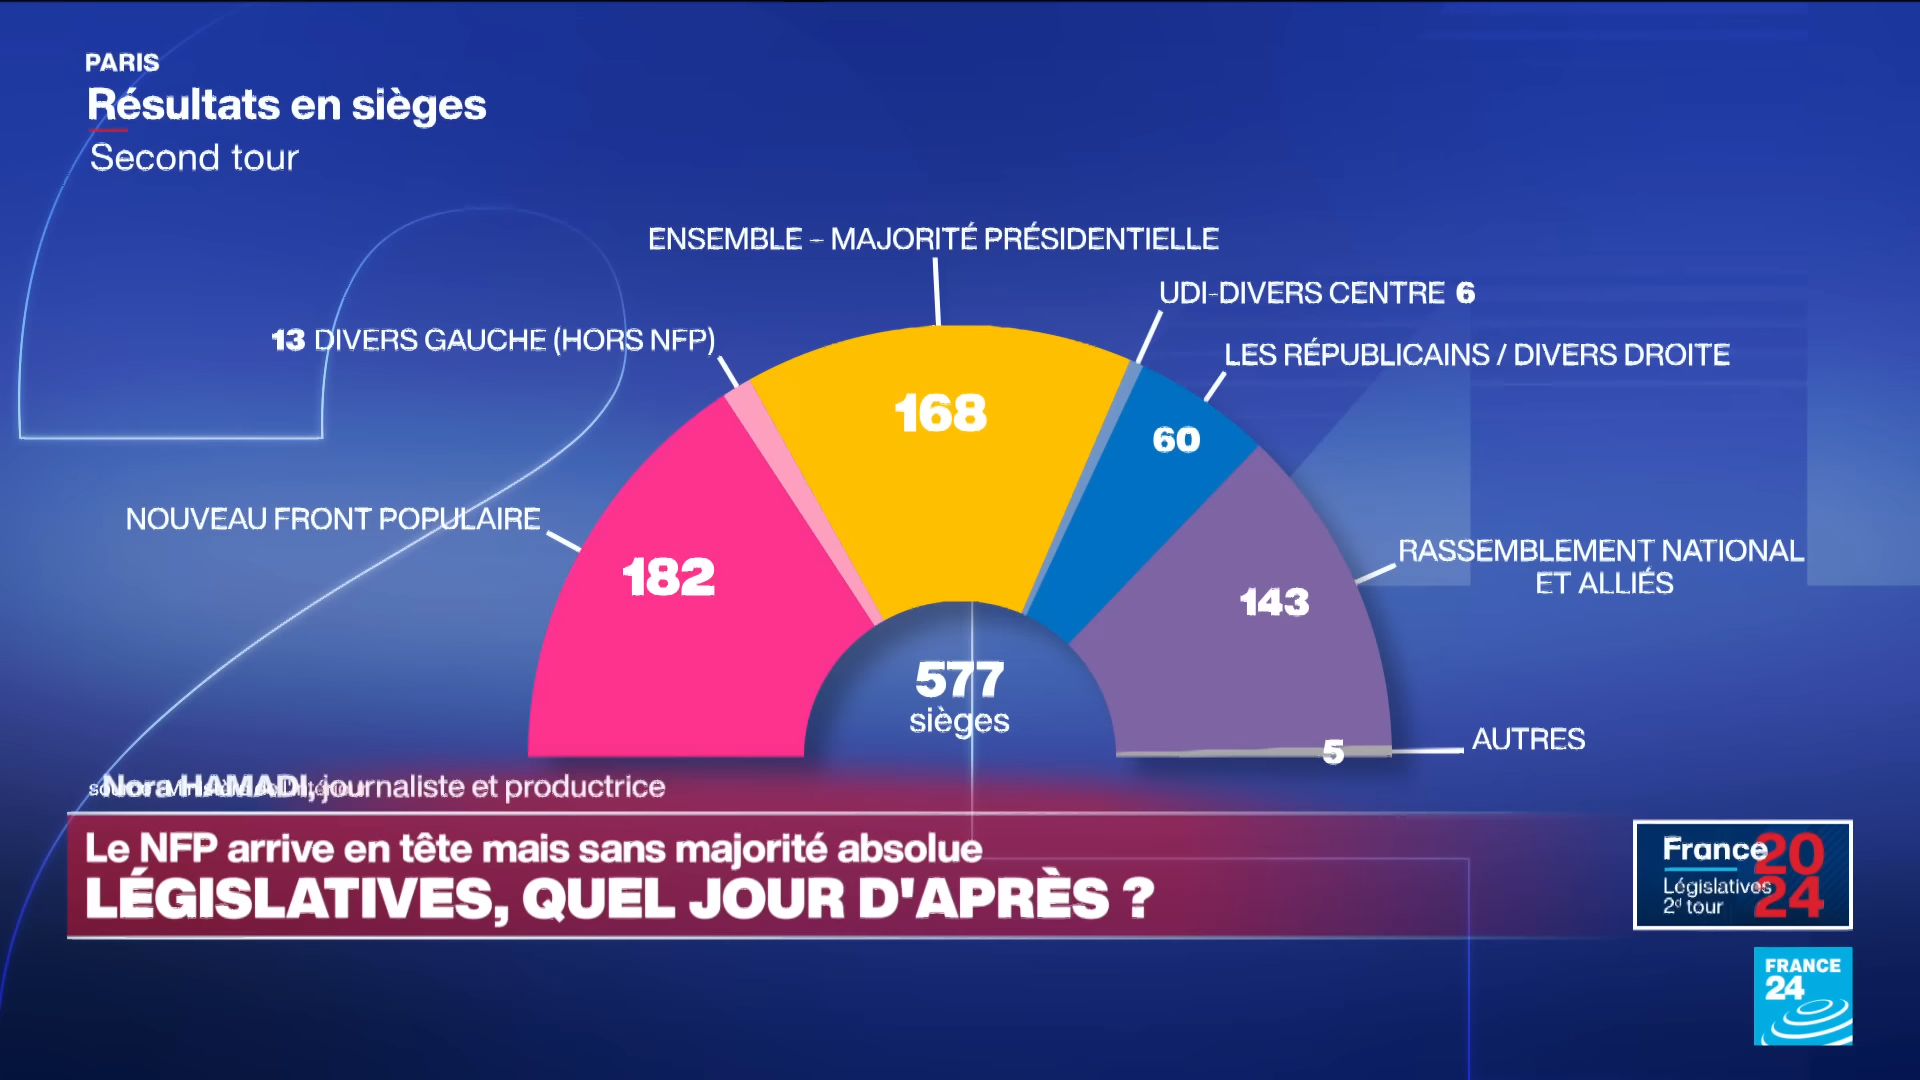 PARIS
Résultats en sièges
Second tour
ENSEMBLE – MAJORITÉ PRÉSIDENTIELLE
UDI-DIVERS CENTRE 6
13 DIVERS GAUCHE (HORS NFP)
LES RÉPUBLICAINS / DIVERS DROITE
168
60
NOUVEAU FRONT POPULAIRE
182
RASSEMBLEMENT NATIONAL
ET ALLIÉS
143
577
sièges
AUTRES
5
Nora HAMADI, journaliste et productrice
Le NFP arrive en tête mais sans majorité absolue
LÉGISLATIVES, QUEL JOUR D'APRÈS ?
France 2024
Législatives
2d tour
FRANCE
24